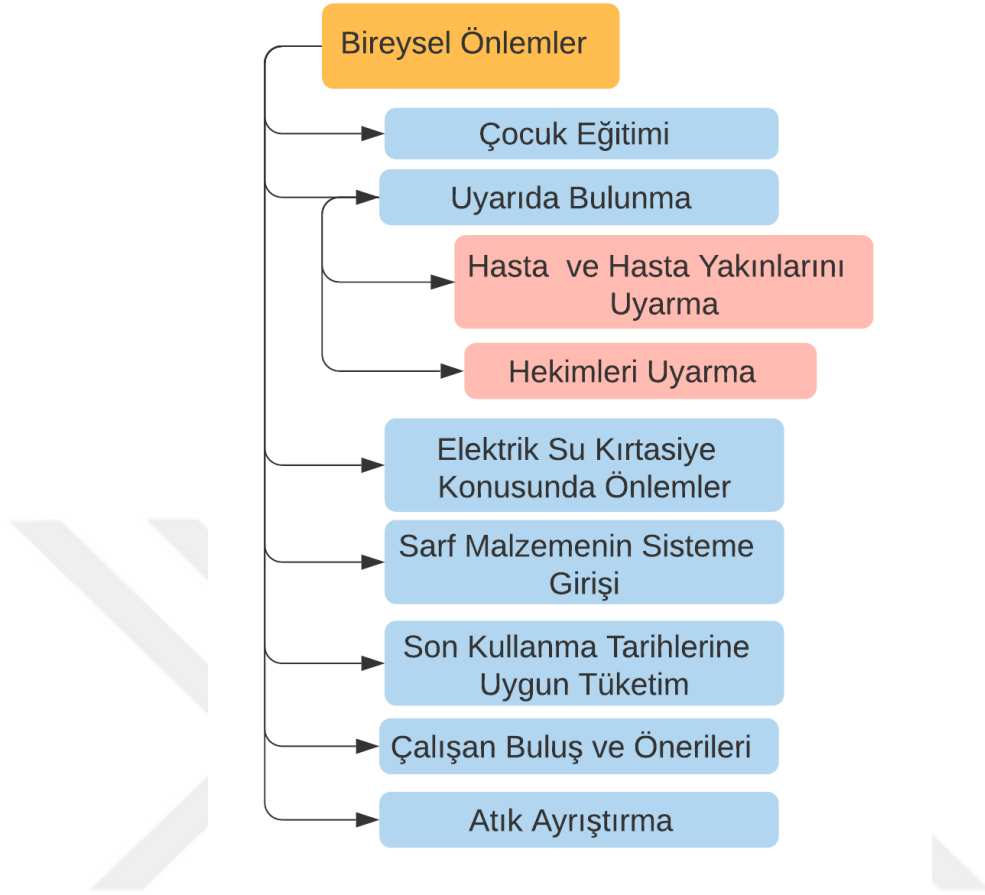 Bireysel Önlemler
Çocuk Eğitimi
Uyarıda Bulunma
Hasta ve Hasta Yakınlarını
Uyarma
Hekimleri Uyarma
Elektrik Su Kırtasiye
Konusunda Önlemler
Sarf Malzemenin Sisteme
Girişi
Son Kullanma Tarihlerine
Uygun Tüketim
Çalışan Buluş ve Önerileri
Atık Ayrıştırma